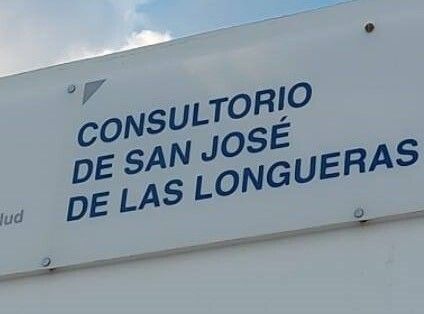 CONSULTORIO
DE SAN JOSÉ
DE LAS LONGUERAS